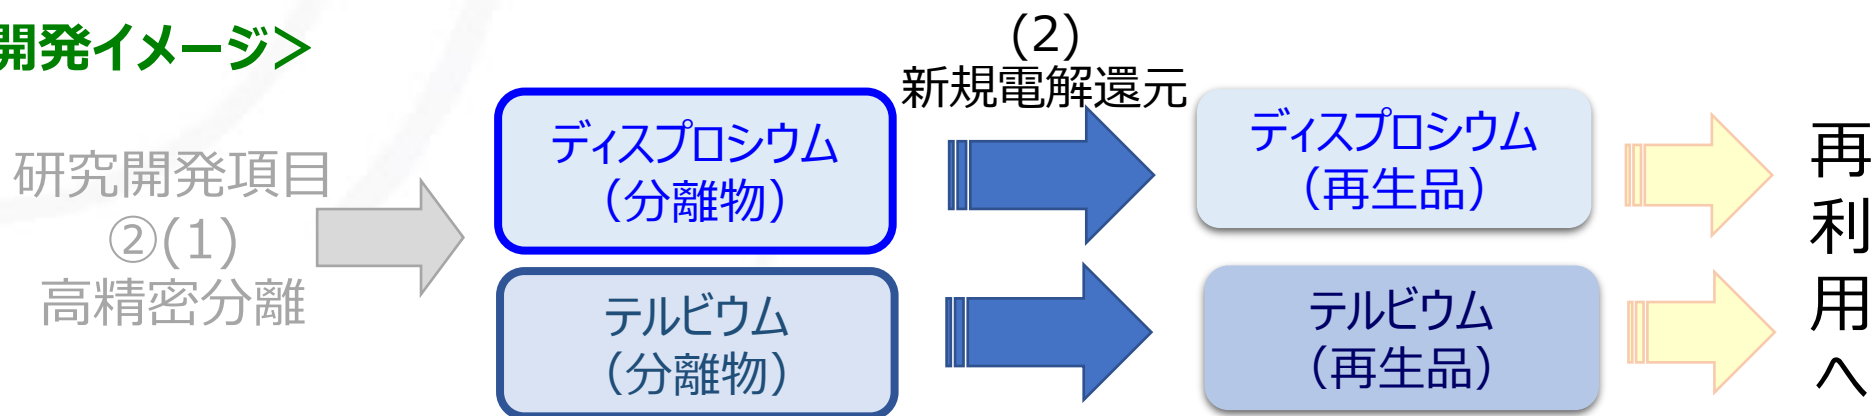 開発イメージ＞
研究開発項目
②(1)
高精密分離
ディスプロシウム
（分離物）
テルビウム
（分離物）
(2)
新規電解還元
ディスプロシウム
（再生品）
テルビウム
（再生品）
再
利
用
へ